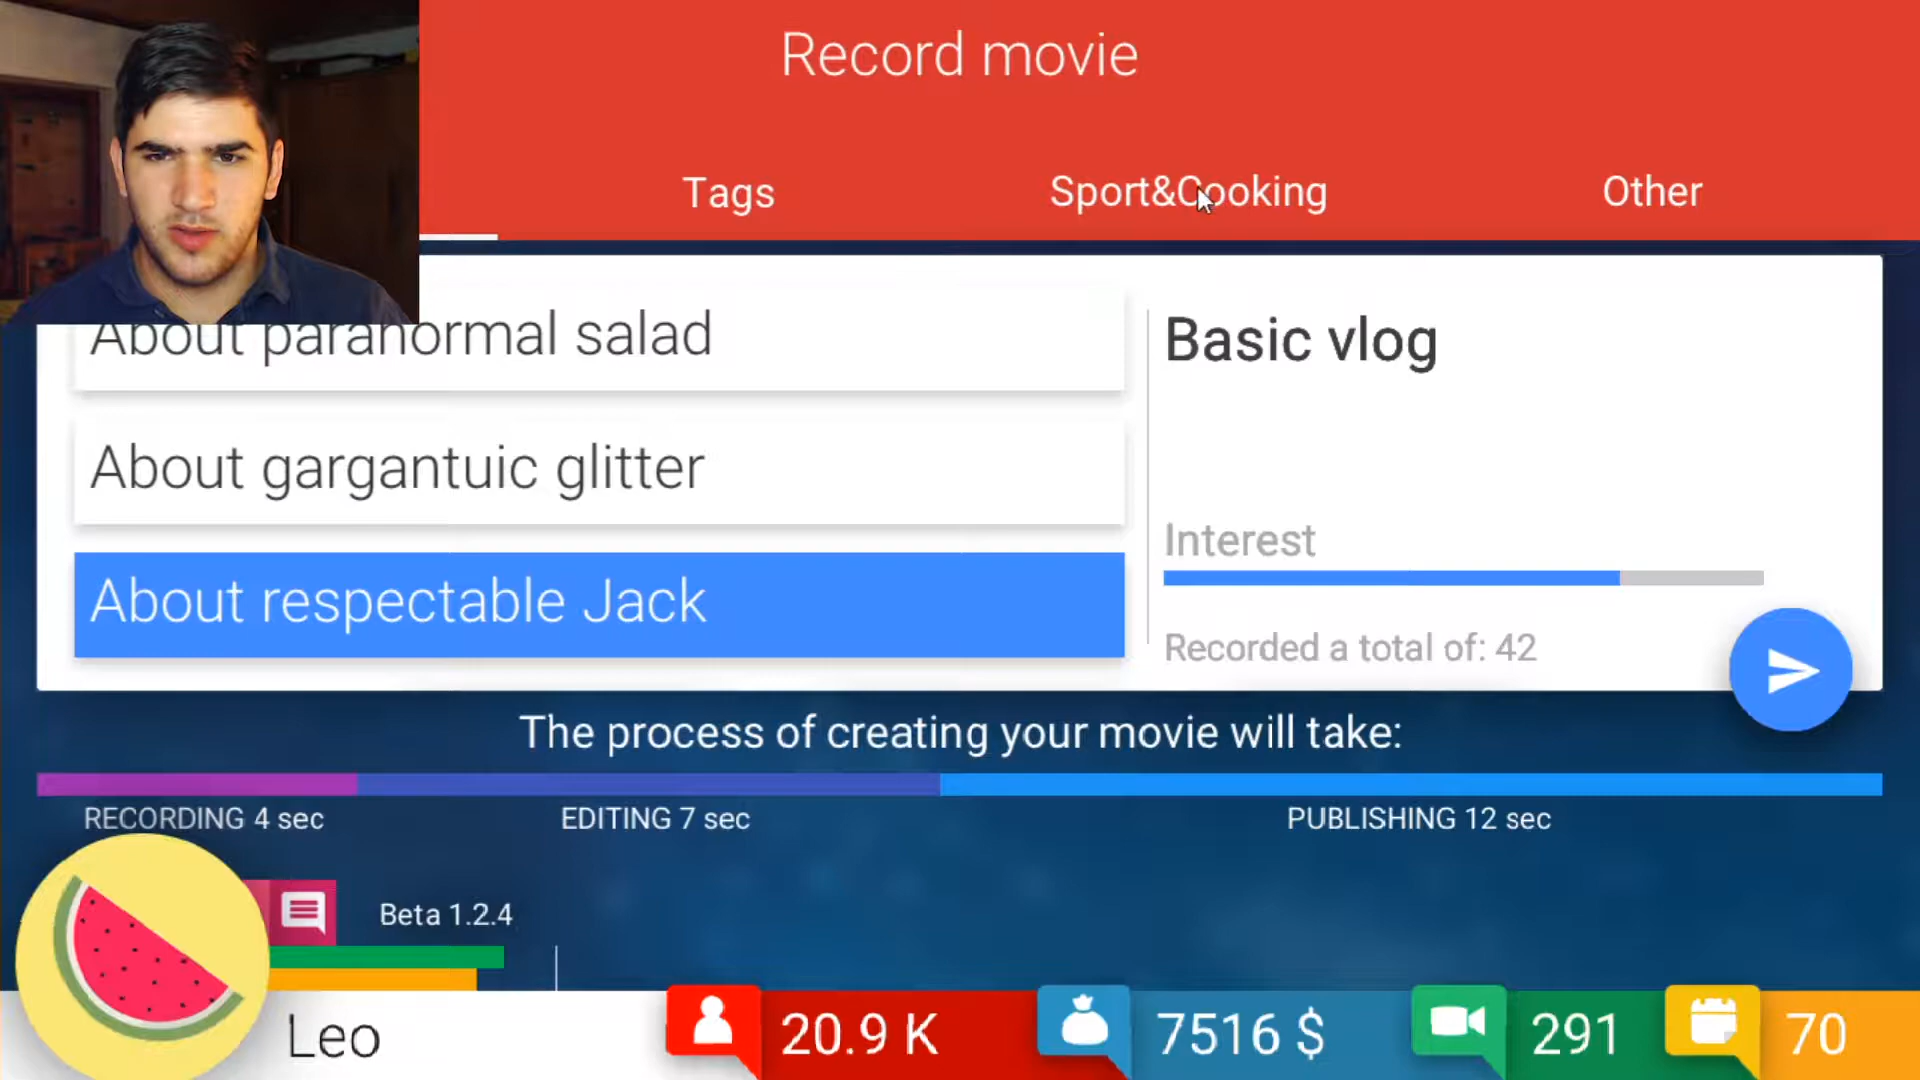 Record movie
Tags
Sport&Cooking
Other
About paranormal salad
About gargantuic glitter
About respectable Jack
Basic vlog
Interest
Recorded a total of: 42
The process of creating your movie will take:
RECORDING 4 sec
EDITING 7 sec
PUBLISHING 12 sec
Beta 1.2.4
Leo
20.9 K
7516 $
291
70